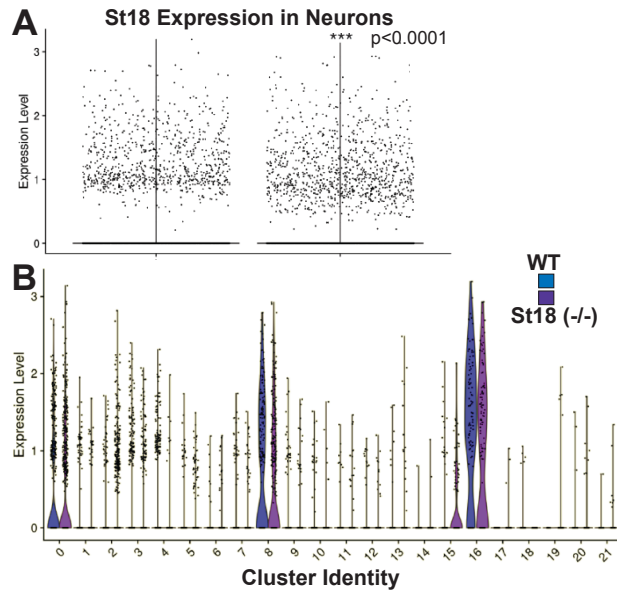 A
St18 Expression in Neurons
*** p<0.0001
Expression Level
3
2
1
0
B
WT
St18 (-/-)
Expression Level
3
2
1
0
0 1 2 3 4 5 6 7 8 9 10 11 12 13 14 15 16 17 18 19 20 21
Cluster Identity